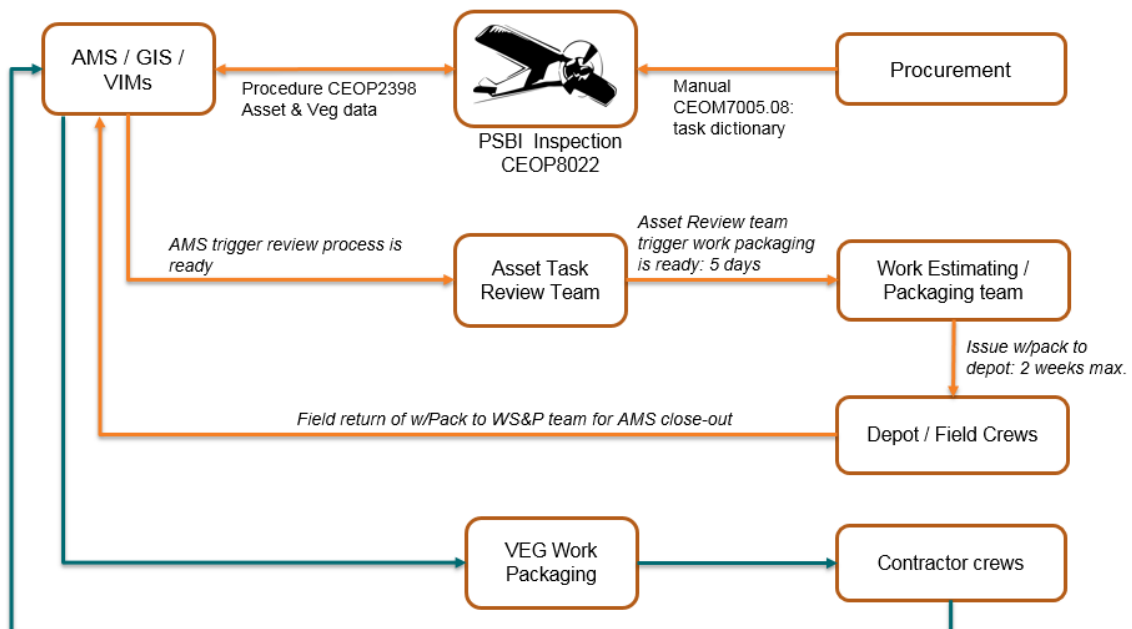 AMS / GIS /
VIMs
Procedure CEOP2398
Asset & Veg data
PSBI  Inspection
CEOP8022
Manual
CEOM7005.08:
task dictionary
Procurement
AMS trigger review process is
ready
Asset Task
Review Team
Asset Review team
trigger work packaging
is ready: 5 days
Work Estimating /
Packaging team
Issue w/pack to
depot: 2 weeks max.
Field return of w/Pack to WS&P team for AMS close-out
Depot / Field Crews
VEG Work
Packaging
Contractor crews